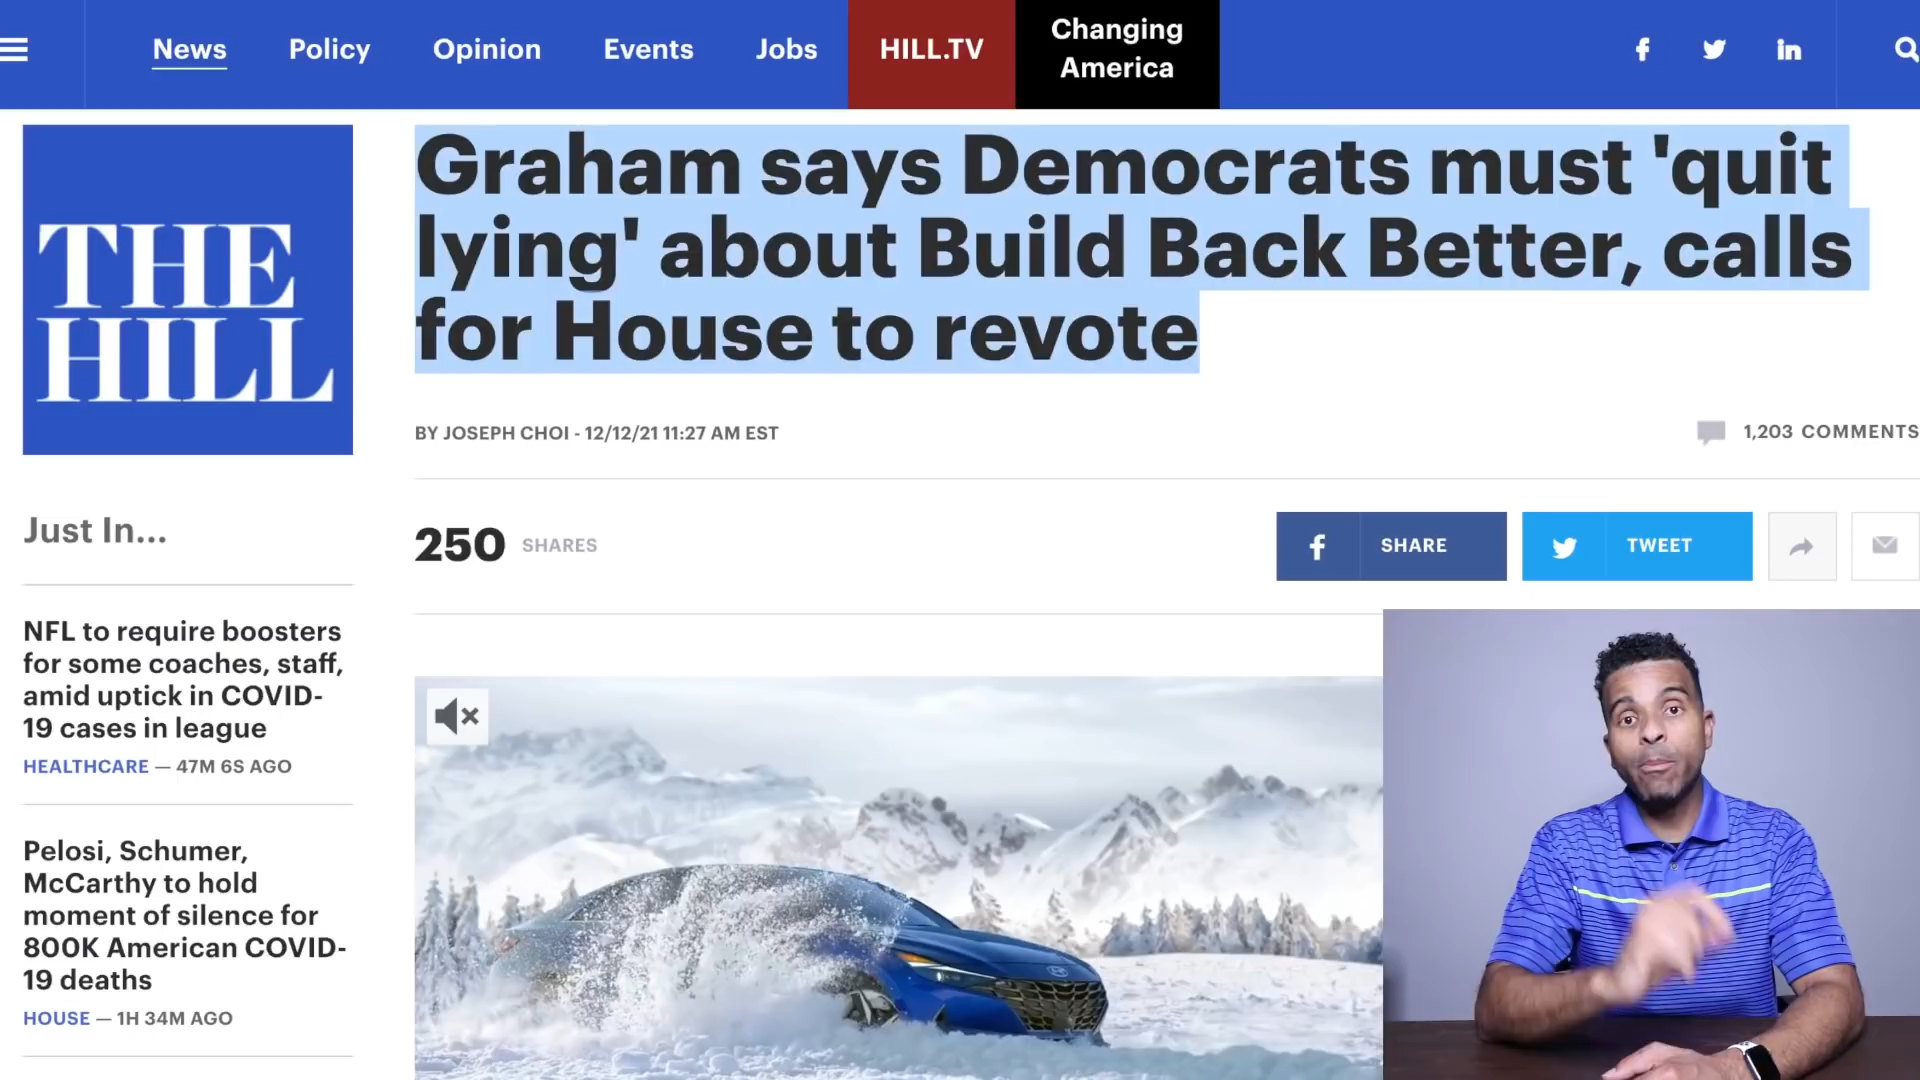 News Policy Opinion Events Jobs HILL.TV Changing
America
THE
HILL
Graham says Democrats must 'quit
lying' about Build Back Better, calls
for House to revote
BY JOSEPH CHOI - 12/12/21 11:27 AM EST
1,203 COMMENTS
250 SHARES
SHARE
TWEET
Just In...
NFL to require boosters
for some coaches, staff,
amid uptick in COVID-
19 cases in league
HEALTHCARE — 47M 6S AGO
Pelosi, Schumer,
McCarthy to hold
moment of silence for
800K American COVID-
19 deaths
HOUSE — 1H 34M AGO